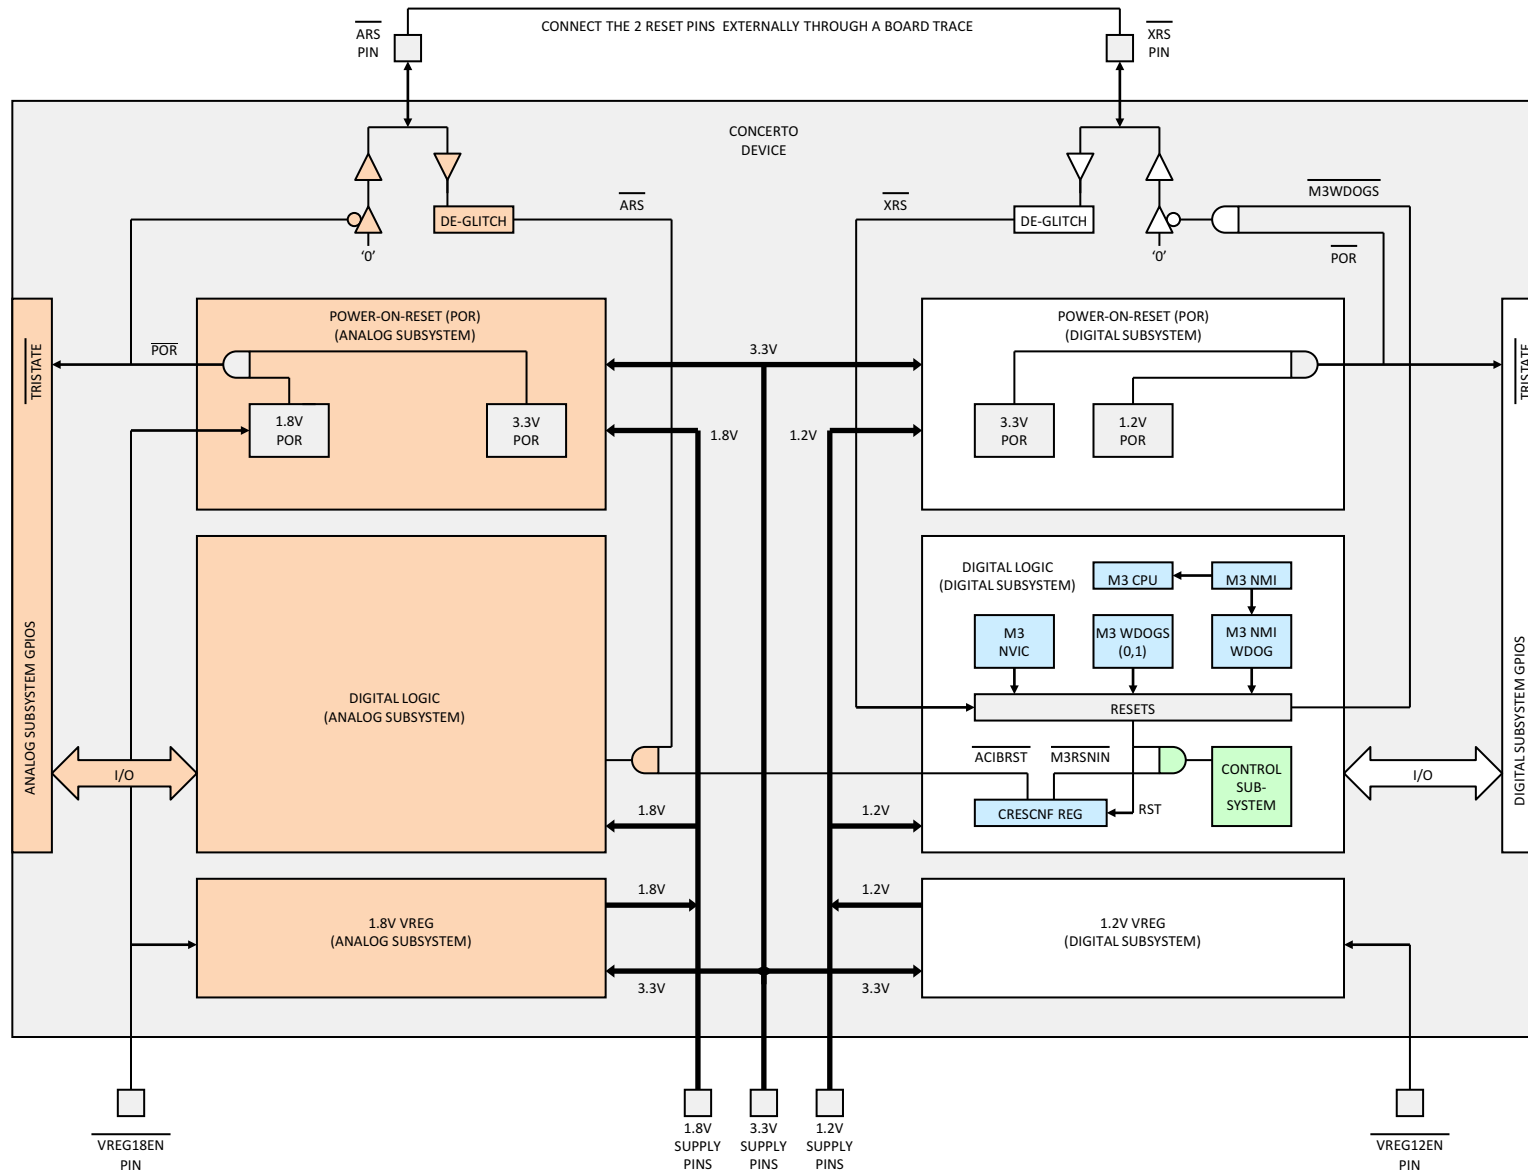 CONNECT THE 2 RESET PINS EXTERNALLY THROUGH A BOARD TRACE
ARS
PIN
XRS
PIN
CONCERTO
DEVICE
ARS
XRS
M3WDOGS
DE-GLITCH
DE-GLITCH
‘0’
‘0’
POR
POWER-ON-RESET (POR)
(ANALOG SUBSYSTEM)
POWER-ON-RESET (POR)
(DIGITAL SUBSYSTEM)
TRISTATE
POR
3.3V
TRISTATE
1.8V
POR
3.3V
POR
1.8V
1.2V
3.3V
POR
1.2V
POR
DIGITAL LOGIC
(DIGITAL SUBSYSTEM)
M3 CPU
M3 NMI
M3
NVIC
M3 WDOGS
(0,1)
M3 NMI
WDOG
ANALOG SUBSYSTEM GPIOS
DIGITAL LOGIC
(ANALOG SUBSYSTEM)
RESETS
DIGITAL SUBSYSTEM GPIOS
I/O
ACIBRST
M3RSNIN
CONTROL
SUB-
SYSTEM
I/O
1.8V
1.2V
CRESCNF REG
RST
1.8V
1.2V
1.8V VREG
(ANALOG SUBSYSTEM)
1.2V VREG
(DIGITAL SUBSYSTEM)
3.3V
3.3V
VREG18EN
PIN
1.8V
SUPPLY
PINS
3.3V
SUPPLY
PINS
1.2V
SUPPLY
PINS
VREG12EN
PIN